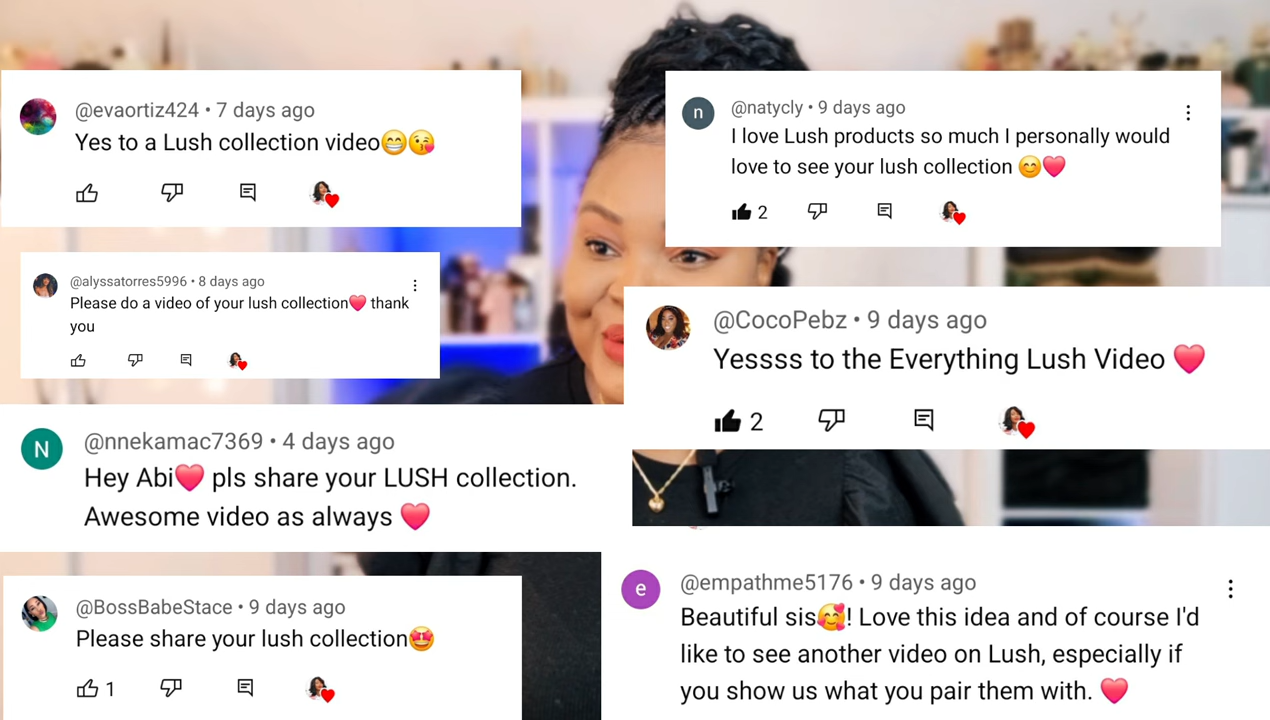 @evaortiz424 • 7 days ago
Yes to a Lush collection video😁😘
@alyssatorres5996 • 8 days ago
Please do a video of your lush collection❤️ thank
you
N
@nnekamac7369 • 4 days ago
Hey Abi❤️ pls share your LUSH collection.
Awesome video as always ❤️
@BossBabeStace • 9 days ago
Please share your lush collection🤩
1
n
@natycly • 9 days ago
I love Lush products so much I personally would
love to see your lush collection 😊❤️
2
@CocoPebz • 9 days ago
Yessss to the Everything Lush Video ❤️
2
e
@empathme5176 • 9 days ago
Beautiful sis🥰! Love this idea and of course I'd
like to see another video on Lush, especially if
you show us what you pair them with. ❤️